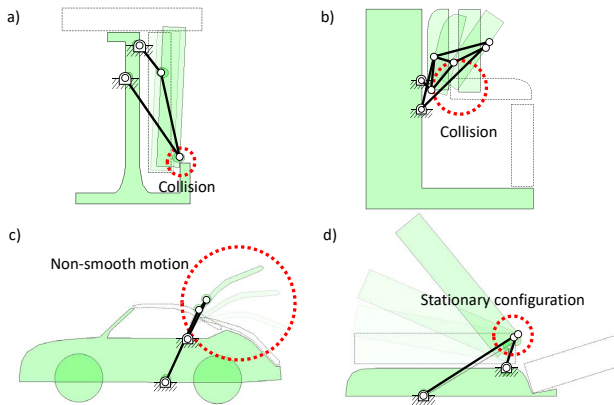 a)
Collision
b)
Collision
c)
Non-smooth motion
d)
Stationary configuration